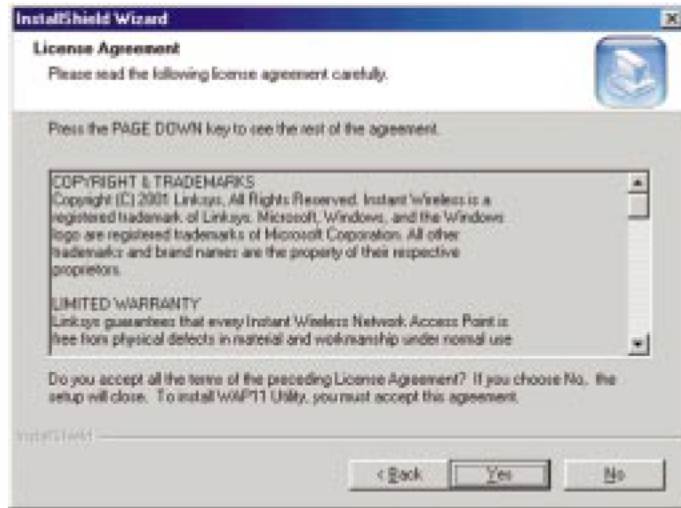 InstallShield Wizard
License Agreement
Please read the following license agreement carefully.
Press the PAGE DOWN key to see the rest of the agreement.
COPYRIGHT & TRADEMARKS
Copyright (C) 2001 Linksys, All Rights Reserved. Instant Wireless is a
registered trademark of Linksys. Microsoft, Windows, and the Windows
logo are registered trademarks of Microsoft Corporation. All other
trademarks and brand names are the property of their respective
proprietors.
LIMITED WARRANTY
Linksys guarantees that every Instant Wireless Network Access Point is
free from physical defects in material and workmanship under normal use
Do you accept all the terms of the preceding License Agreement? If you choose No, the
setup will close. To install WAP11 Utility, you must accept this agreement.
InstallShield
< Back
Yes
No